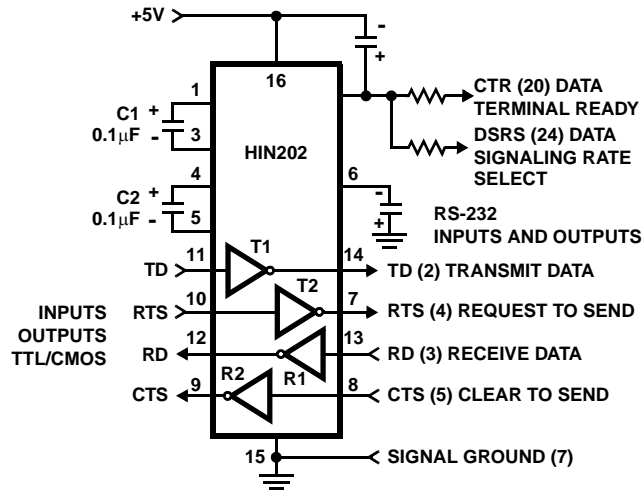 +5V
-
+
16
1
C1
+
0.1μF
-
3
HIN202
CTR (20) DATA
TERMINAL READY
DSRS (24) DATA
SIGNALING RATE
SELECT
4
C2
+
0.1μF
-
5
6
-
+
RS-232
INPUTS AND OUTPUTS
TD
11
T1
14
TD (2) TRANSMIT DATA
INPUTS
OUTPUTS
TTL/CMOS
RTS
10
T2
7
RTS (4) REQUEST TO SEND
RD
12
R1
13
RD (3) RECEIVE DATA
CTS
9
R2
8
CTS (5) CLEAR TO SEND
15
SIGNAL GROUND (7)